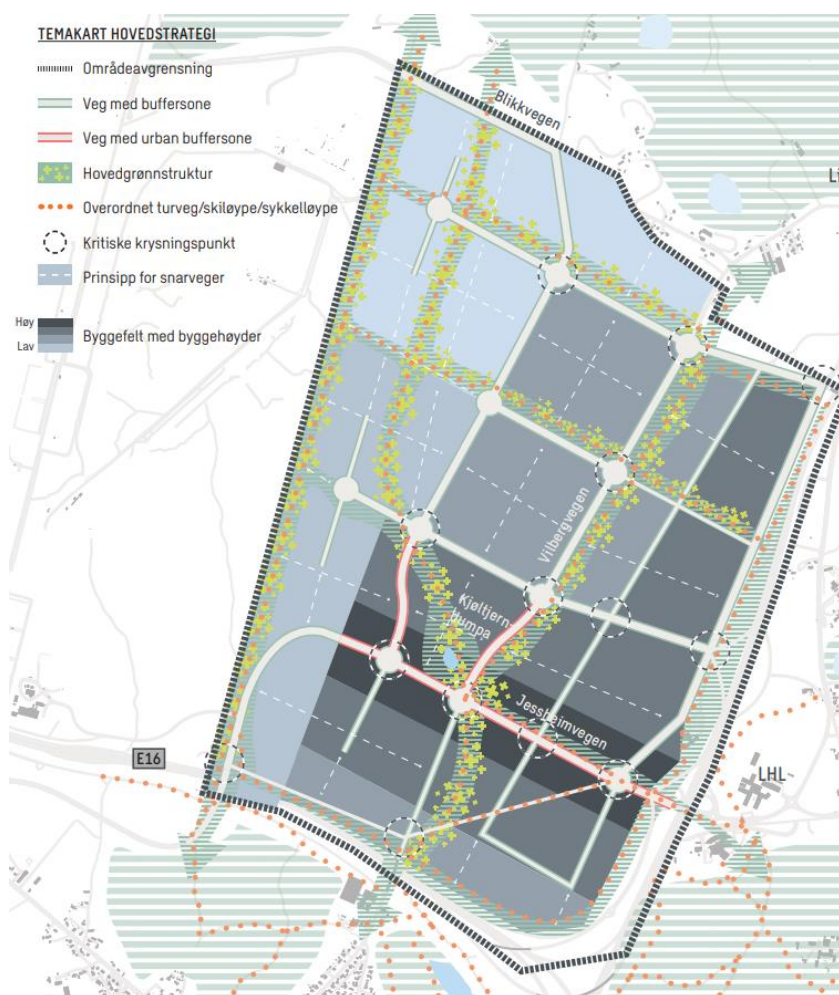 TEMAKART HOVEDSTRATEGI
Områdeavgrensning
Veg med buffersone
Veg med urban buffersone
Hovedgrønnstruktur
Overordnet turveg/skiløype/sykkelløype
Kritiske krysningspunkt
Prinsipp for snarveger
Høy
Lav
Byggefelt med byggehøyder
Blikkvegen
Vilbergvegen
Kjøltjern-
humpa
Jessheimvegen
E16
LHL